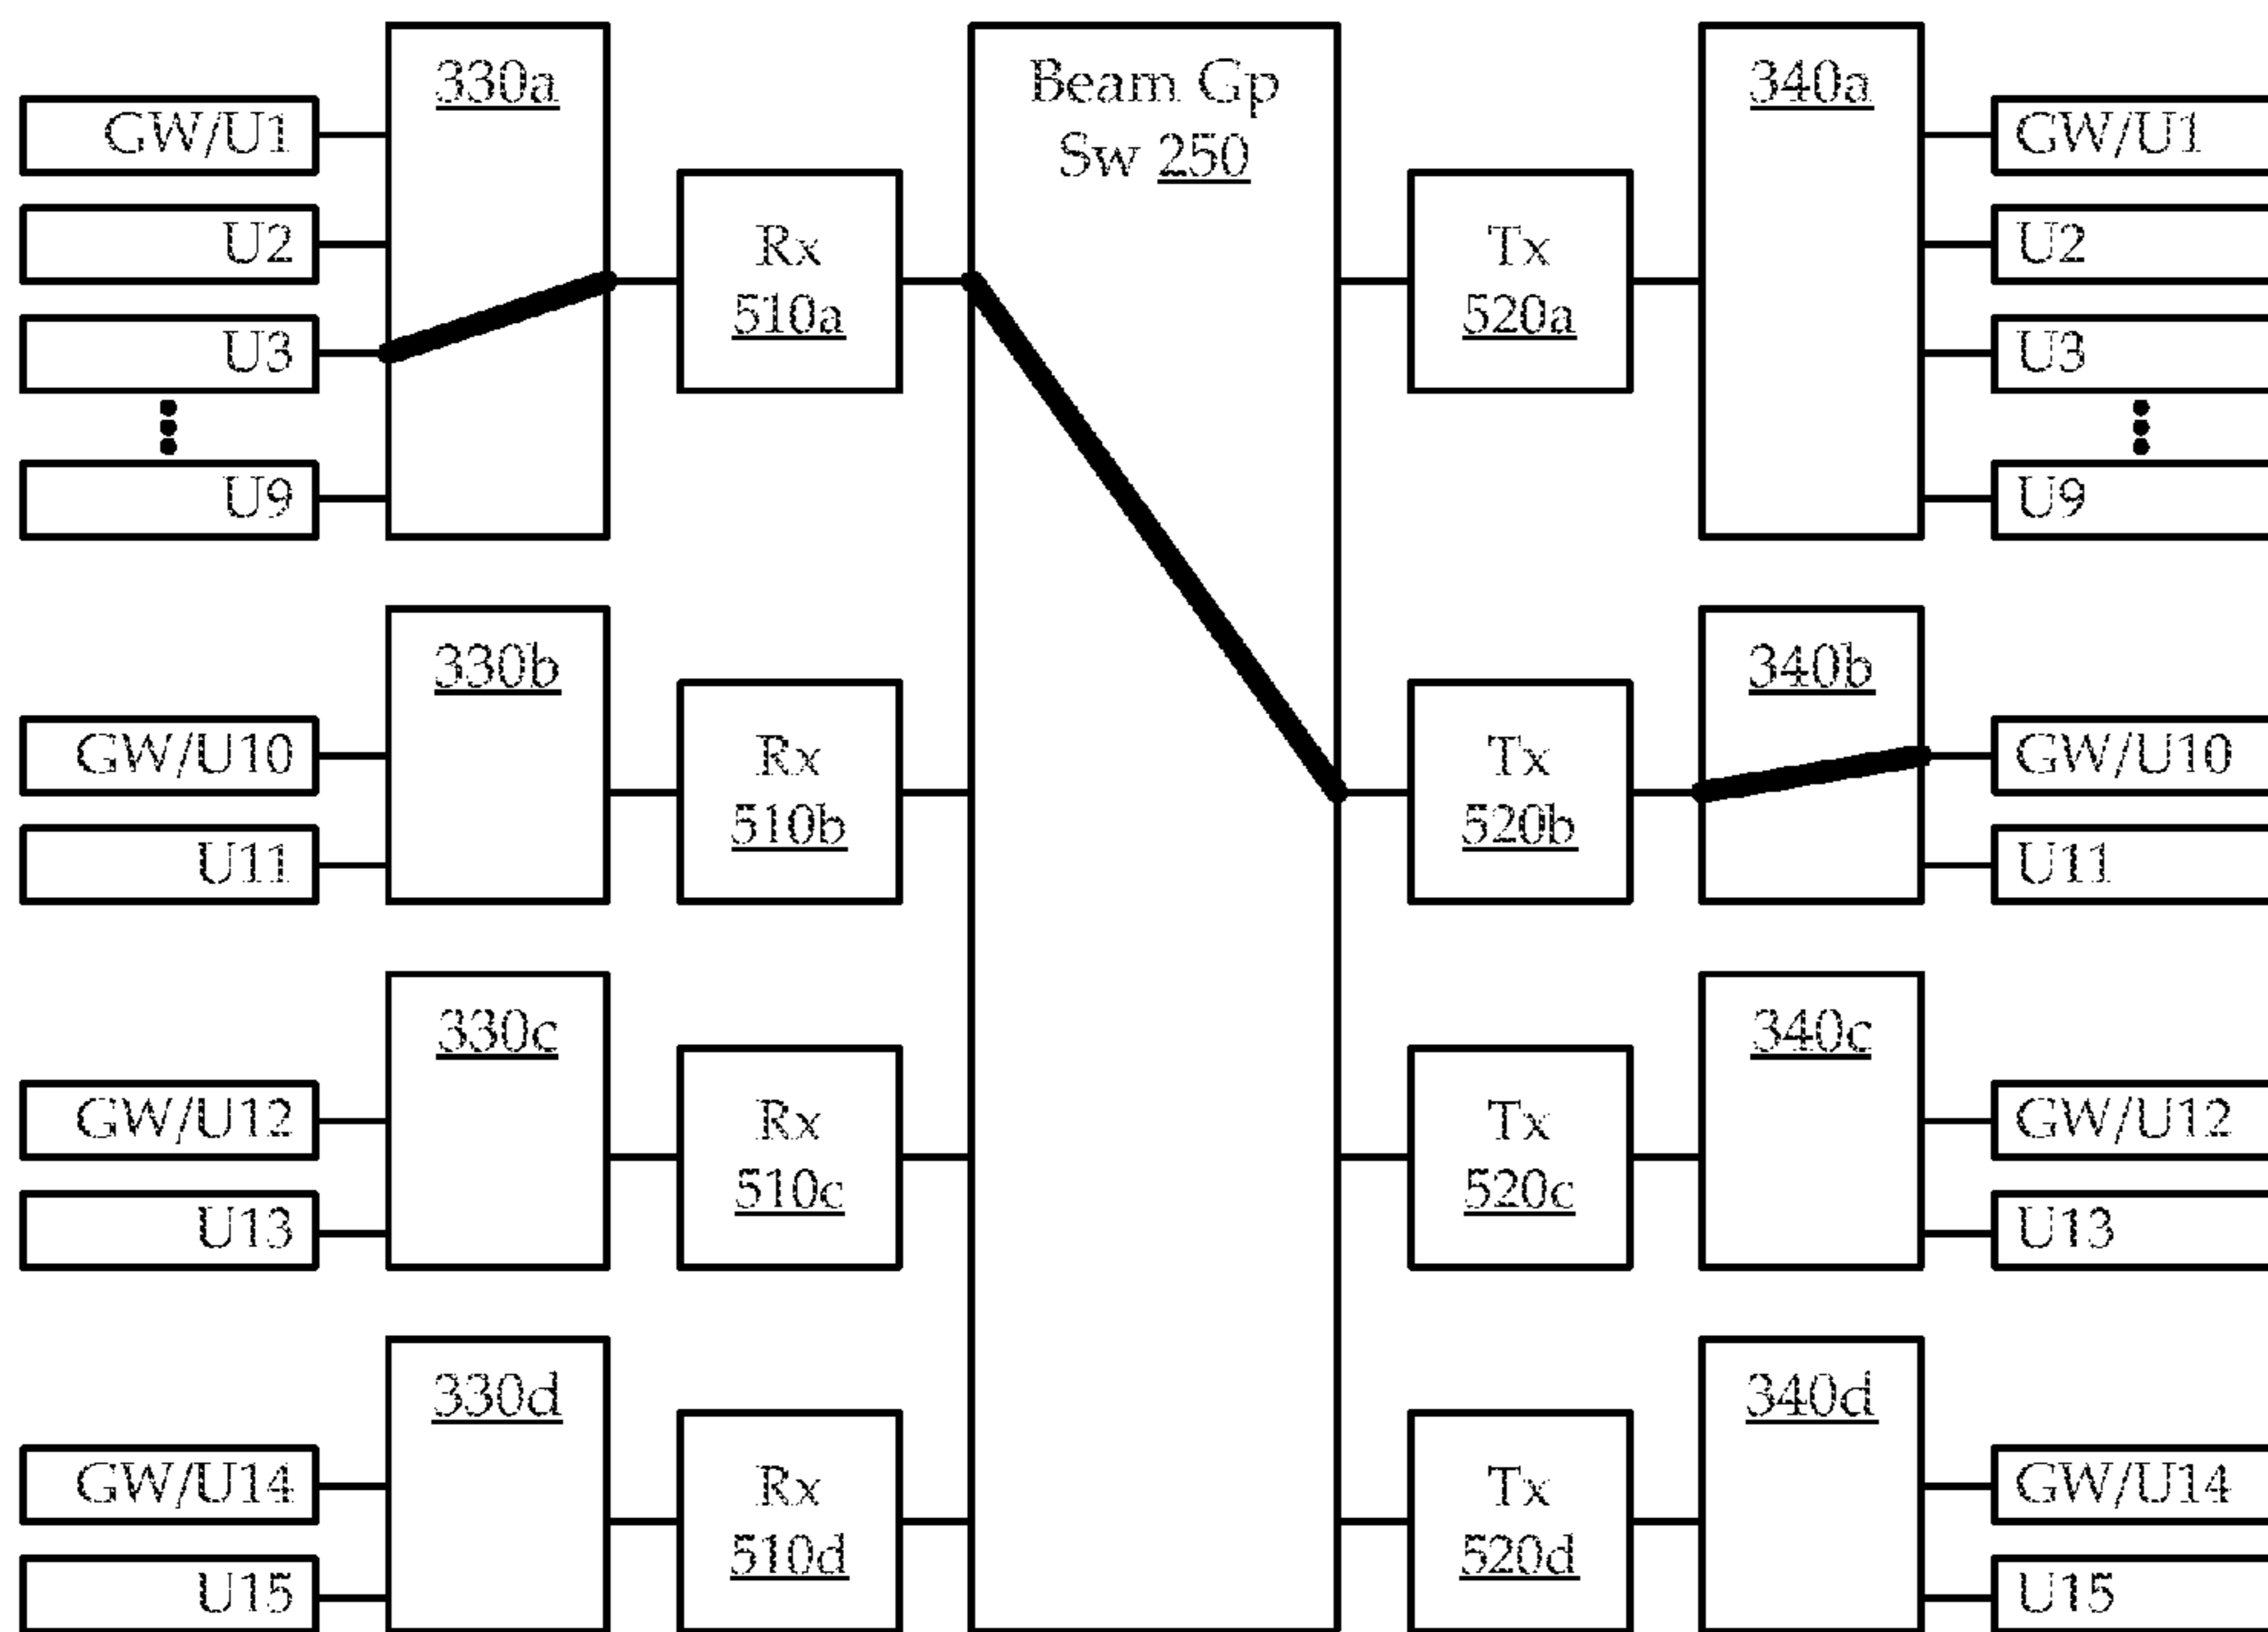 330a
Beam Gp
Sw 250
340a
GW/U1
GW/U1
U2
Rx
510a
Tx
520a
U2
U3
U3
U9
U9
330b
340b
GW/U10
Rx
510b
Tx
520b
GW/U10
U11
U11
330c
340c
GW/U12
Rx
510c
Tx
520c
GW/U12
U13
U13
330d
340d
GW/U14
Rx
510d
Tx
520d
GW/U14
U15
U15